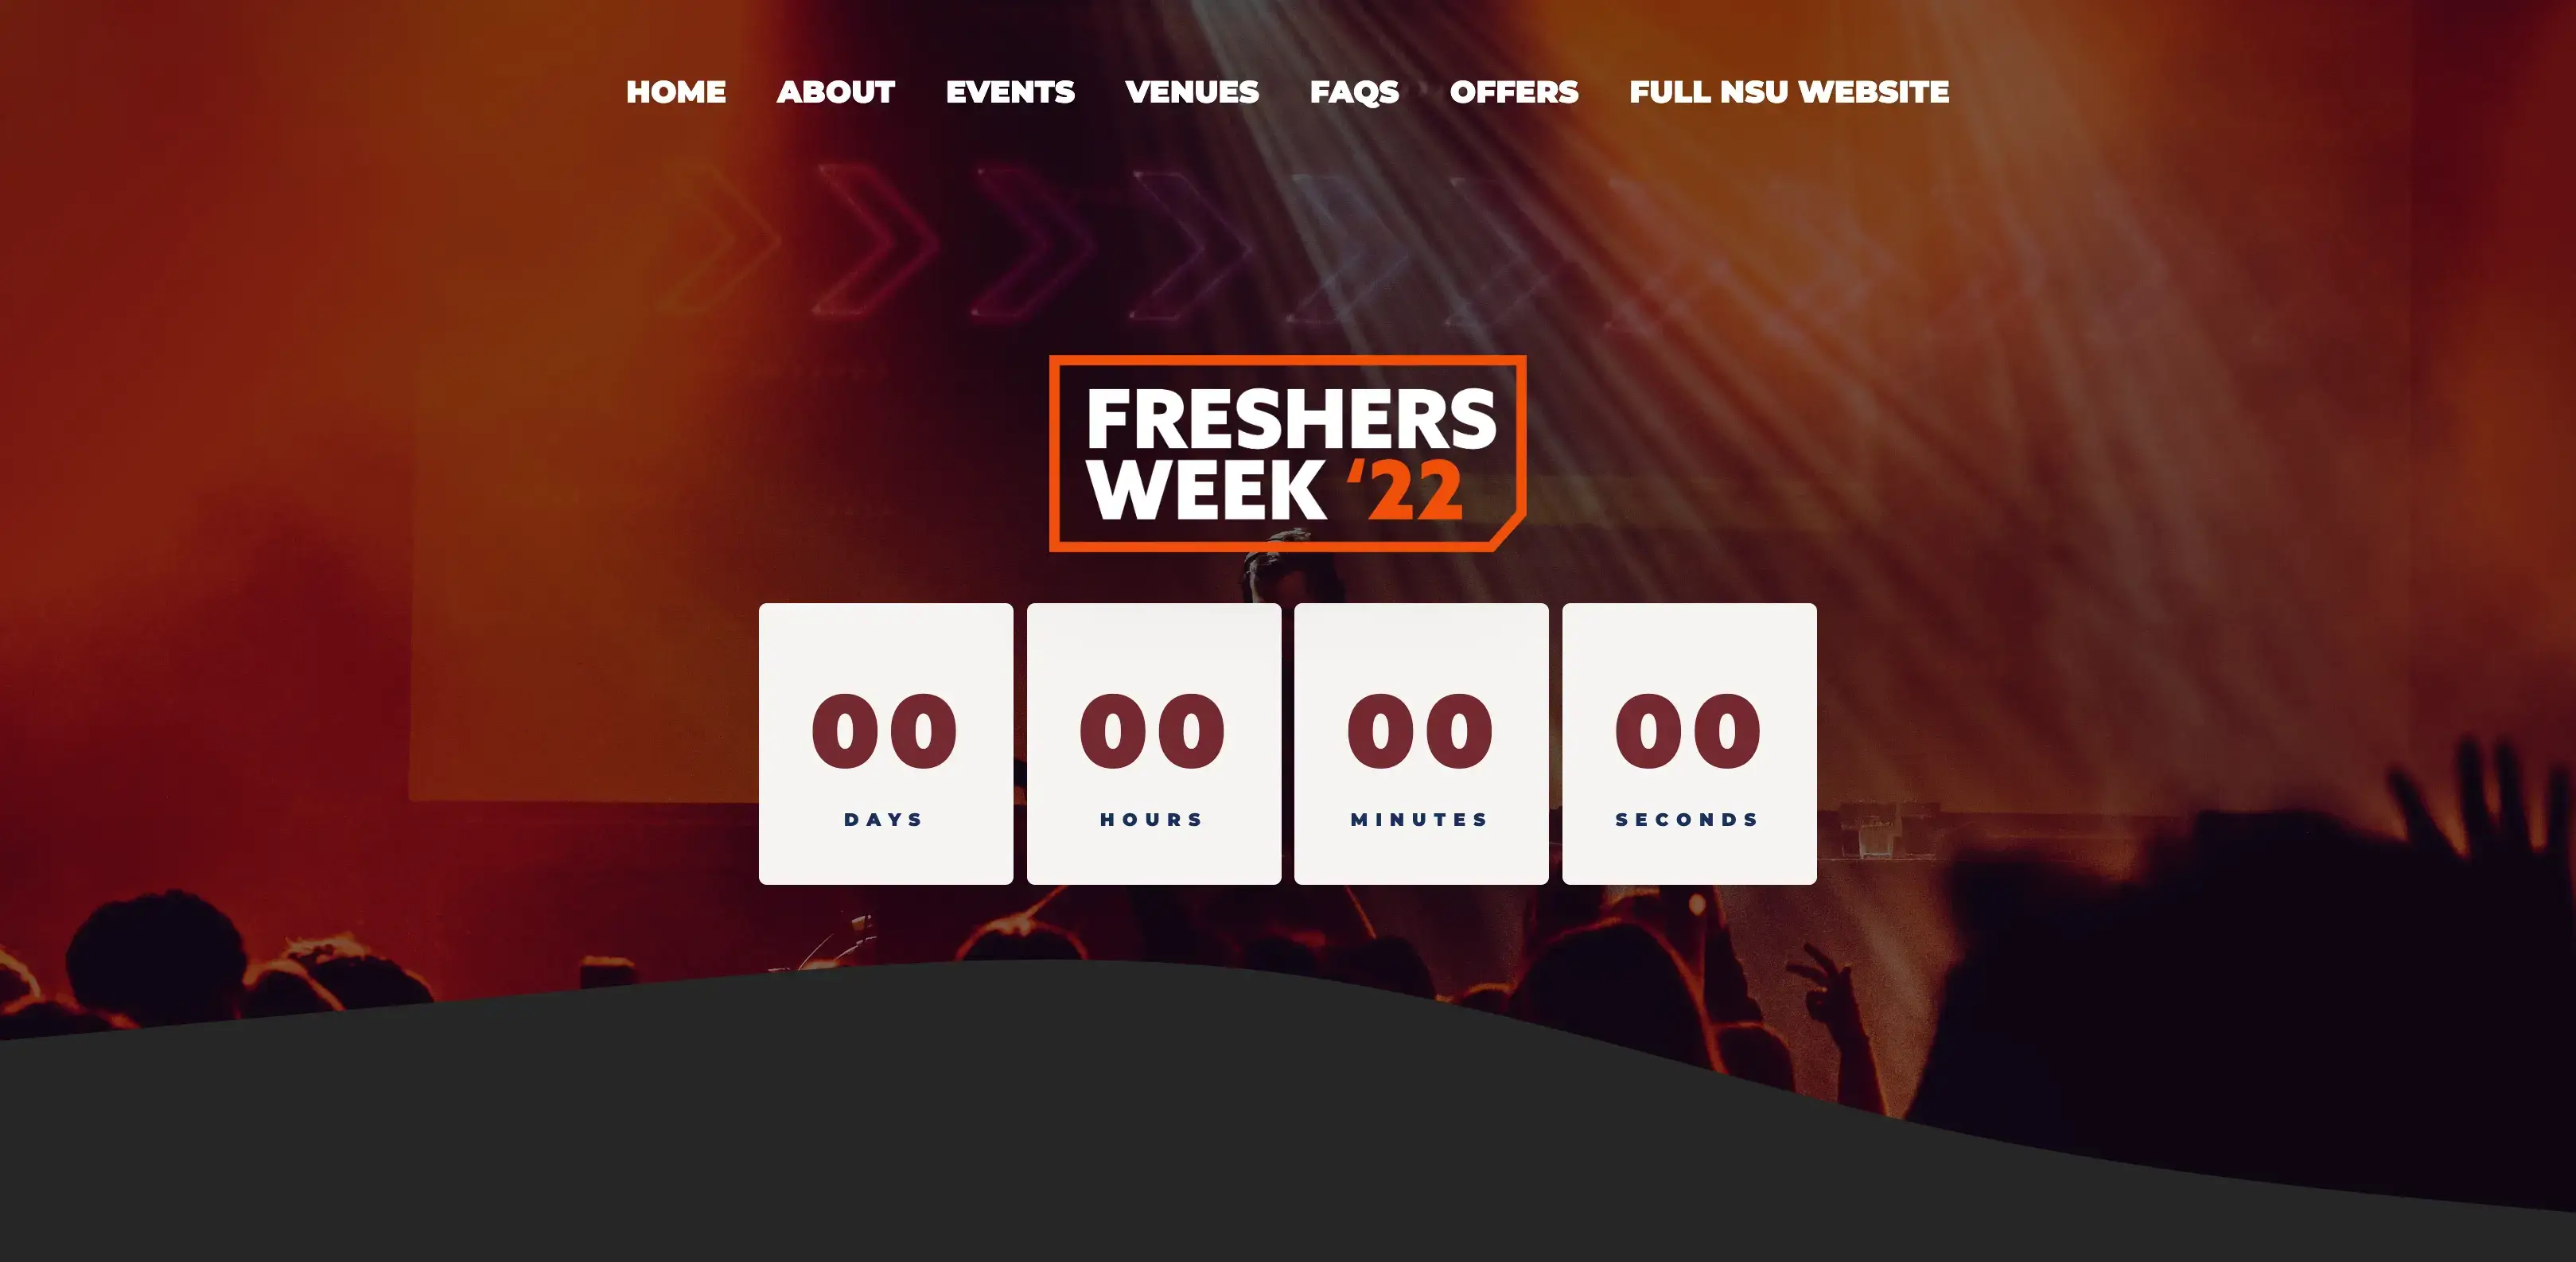 HOME ABOUT EVENTS VENUES FAQS OFFERS FULL NSU WEBSITE
FRESHERS
WEEK ‘22
00 00 00 00
DAYS HOURS MINUTES SECONDS